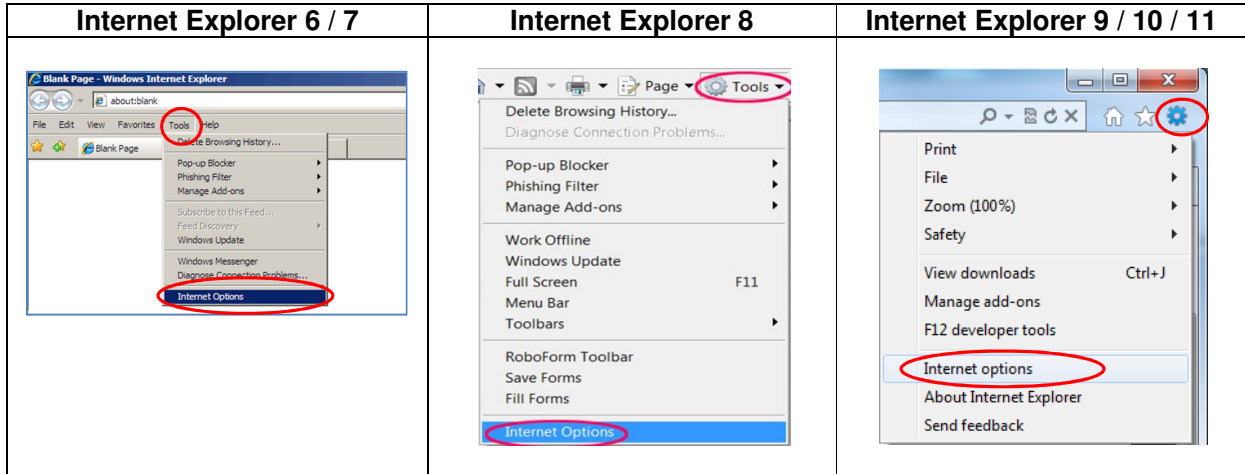 Internet Explorer 6 / 7
Blank Page - Windows Internet Explorer
about:blank
File Edit View Favorites Tools Help
Blank Page
Delete Browsing History...
Pop-up Blocker
Phishing Filter
Manage Add-ons
Subscribe to this Feed...
Feed Discovery
Windows Update
Windows Messenger
Diagnose Connection Problems...
Internet Options
Internet Explorer 8
Page Tools
Delete Browsing History...
Diagnose Connection Problems...
Pop-up Blocker
Phishing Filter
Manage Add-ons
Work Offline
Windows Update
Full Screen F11
Menu Bar
Toolbars
RoboForm Toolbar
Save Forms
Fill Forms
Internet Options
Internet Explorer 9 / 10 / 11
Print
File
Zoom (100%)
Safety
View downloads Ctrl+J
Manage add-ons
F12 developer tools
Internet options
About Internet Explorer
Send feedback